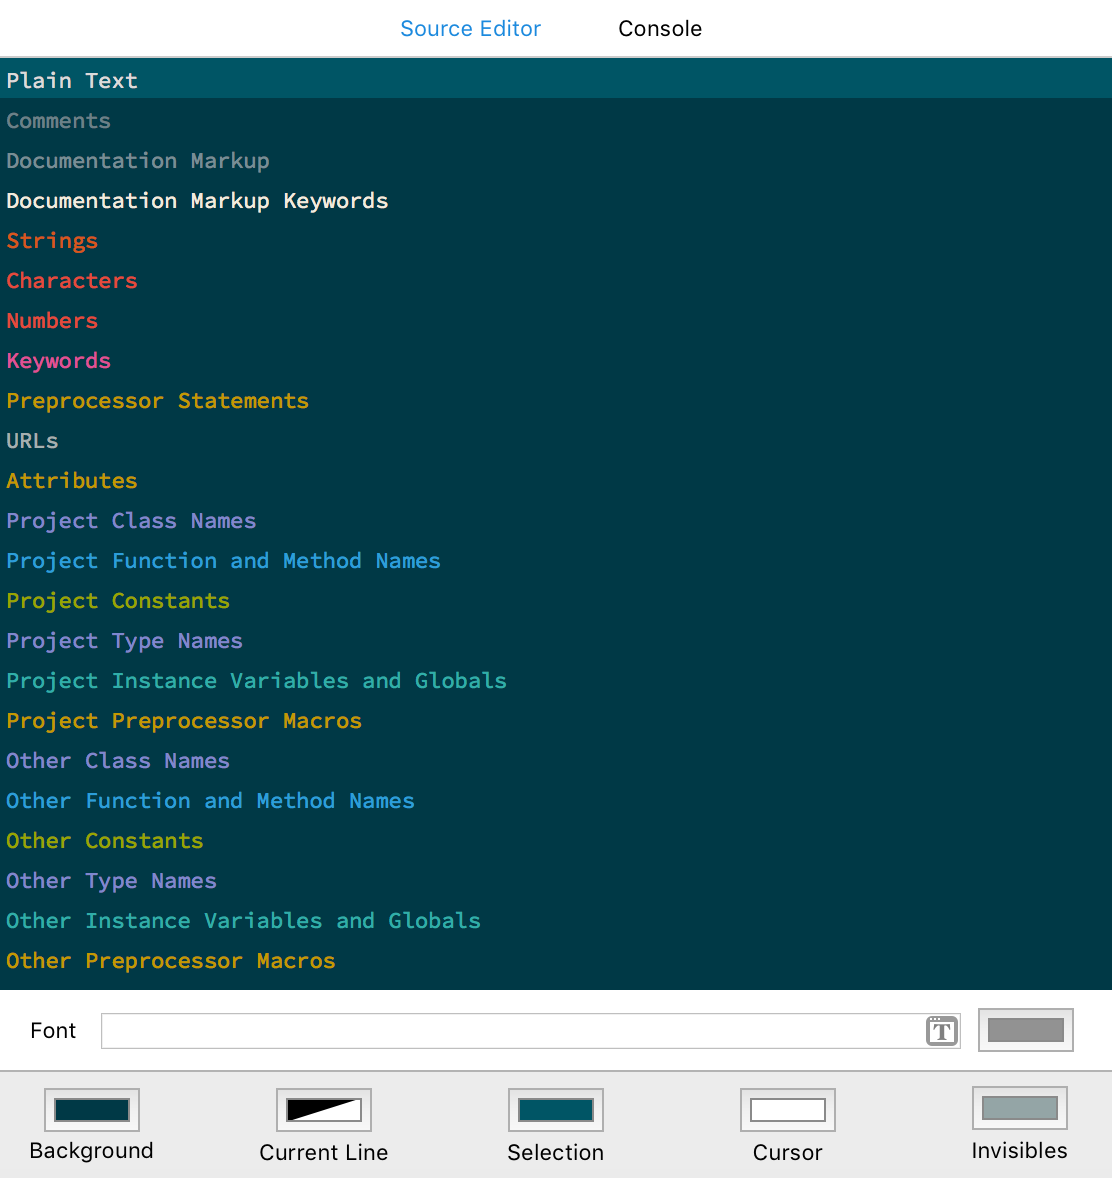 Source Editor Console
Plain Text
Comments
Documentation Markup
Documentation Markup Keywords
Strings
Characters
Numbers
Keywords
Preprocessor Statements
URLs
Attributes
Project Class Names
Project Function and Method Names
Project Constants
Project Type Names
Project Instance Variables and Globals
Project Preprocessor Macros
Other Class Names
Other Function and Method Names
Other Constants
Other Type Names
Other Instance Variables and Globals
Other Preprocessor Macros
Font T
Background Current Line Selection Cursor Invisibles